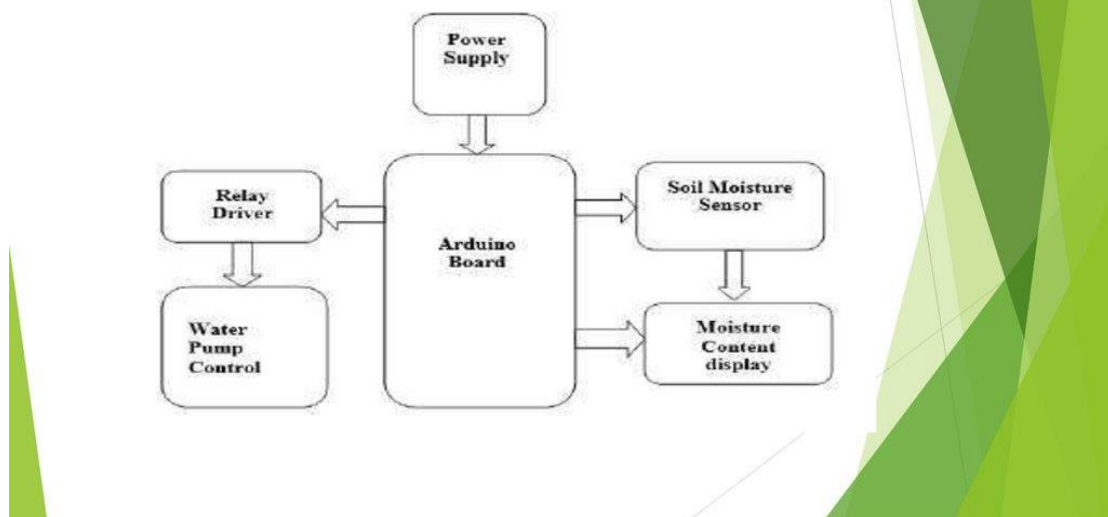 Power
Supply
Relay
Driver
Arduino
Board
Soil Moisture
Sensor
Water
Pump
Control
Moisture
Content
display